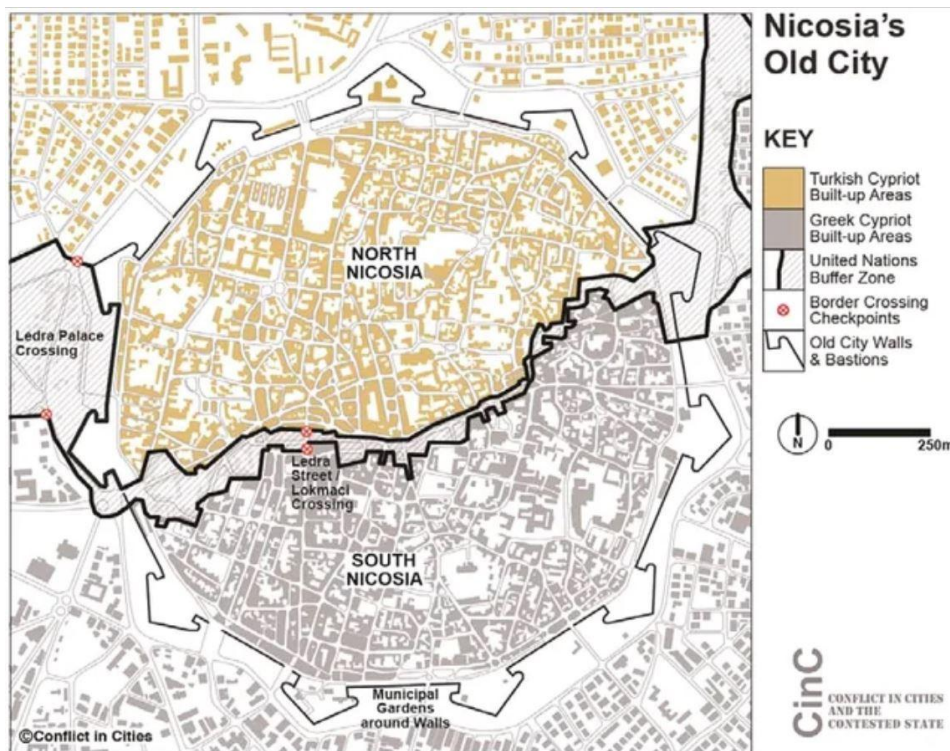 Nicosia's
Old City
KEY
Turkish Cypriot
Built-up Areas
Greek Cypriot
Built-up Areas
United Nations
Buffer Zone
Border Crossing
Checkpoints
Old City Walls
& Bastions
N
0
250m
NORTH
NICOSIA
Ledra Palace
Crossing
Ledra
Street /
Lokmaci
Crossing
SOUTH
NICOSIA
Municipal
Gardens
around Walls
©Conflict in Cities
CinC
CONFLICT IN CITIES
AND THE
CONTESTED STATE